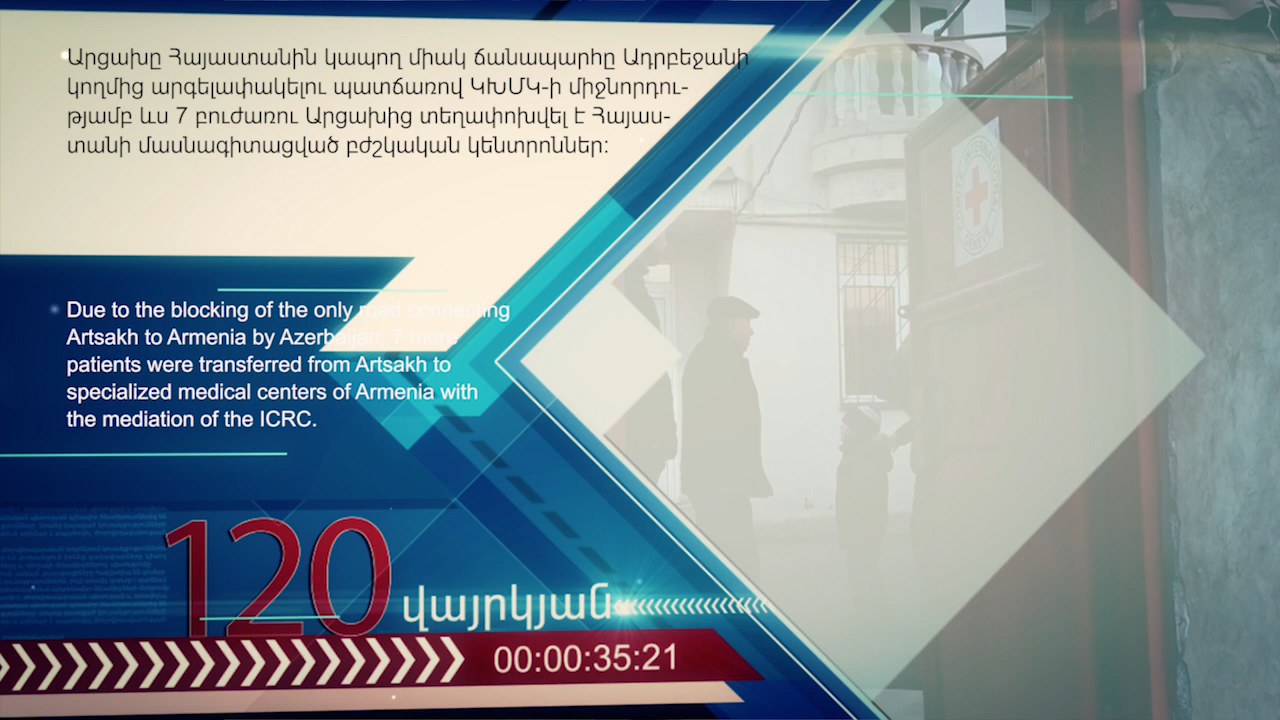 Արցախը Հայաստանին կապող միակ ճանապարհը Ադրբեջանի
կողմից արգելափակելու պատճառով ԿԽՄԿ-ի միջնորդու-
թյամբ ևս 7 բուժառու Արցախից տեղափոխվել է Հայաս-
տանի մասնագիտացված բժշկական կենտրոններ:
Due to the blocking of the only road connecting
Artsakh to Armenia by Azerbaijan, 7 more
patients were transferred from Artsakh to
specialized medical centers of Armenia with
the mediation of the ICRC.
120 վայրկյան
00:00:35:21